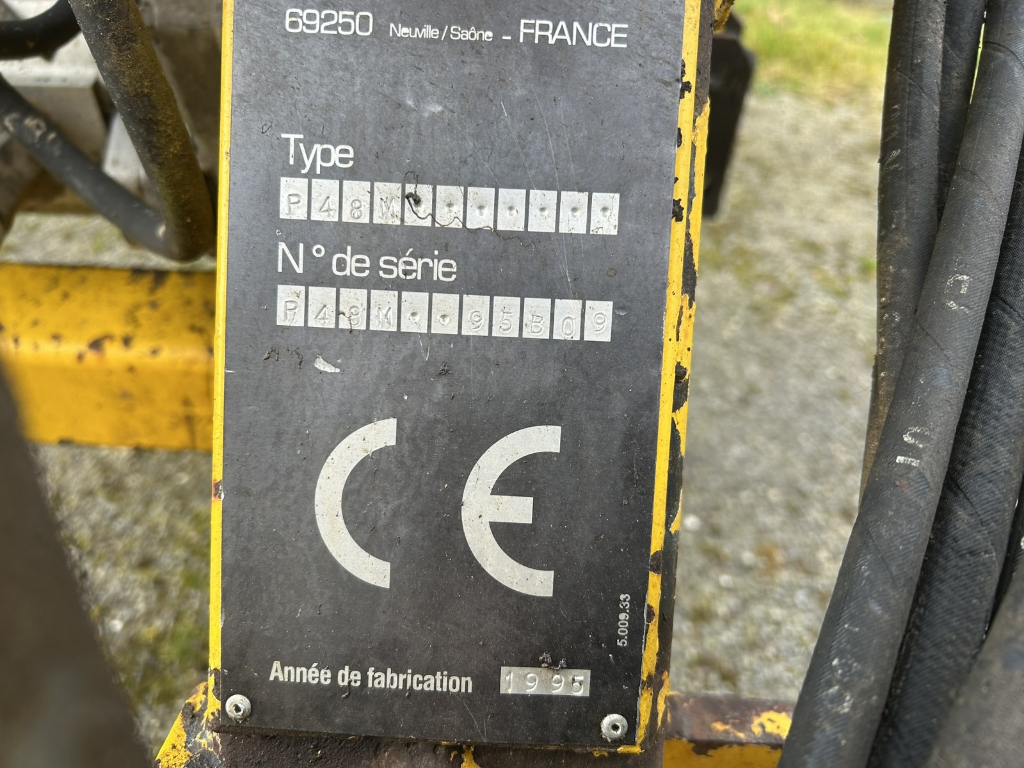 69250 Neuville/Saône - FRANCE
Type
P48M
N° de série
P48M··95B09
CE
5.009.33
Année de fabrication 1995